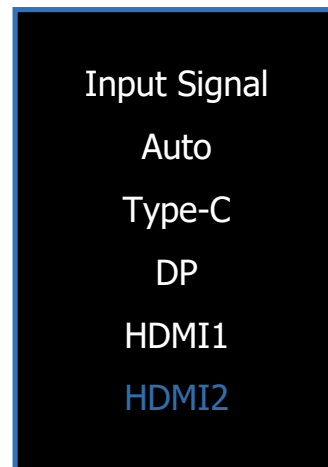 Input Signal
Auto
Type-C
DP
HDMI1
HDMI2